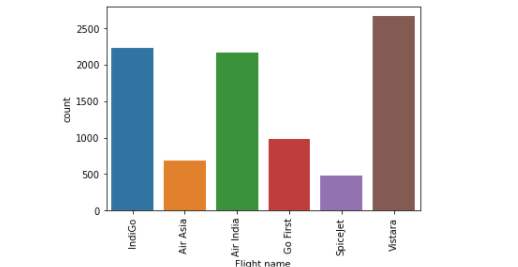 2500
2000
1500
1000
500
0
count
IndiGo
Air Asia
Air India
Go First
SpiceJet
Vistara
Flight name